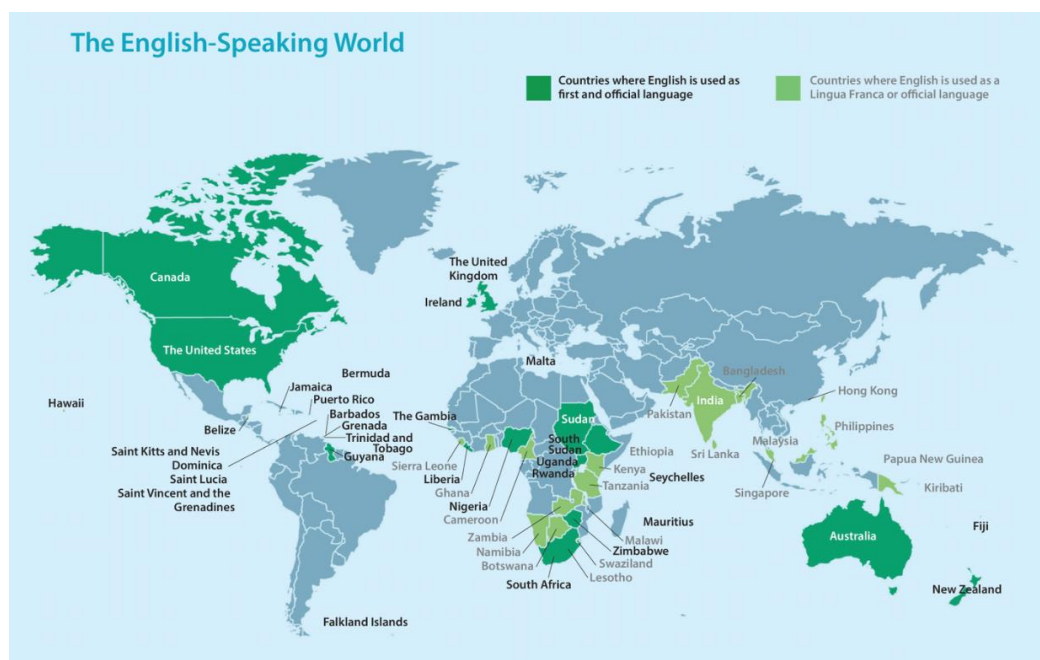 The English-Speaking World
Countries where English is used as
first and official language
Countries where English is used as a
Lingua Franca or official language
Canada
The United States
Hawaii
Bermuda
Jamaica
Puerto Rico
Barbados
Grenada
Trinidad and
Tobago
Belize
Guyana
Saint Kitts and Nevis
Dominica
Saint Lucia
Saint Vincent and the
Grenadines
Falkland Islands
The United
Kingdom
Ireland
Malta
The Gambia
Sierra Leone
Liberia
Ghana
Nigeria
Cameroon
Sudan
South
Sudan
Uganda
Rwanda
Ethiopia
Kenya
Tanzania
Seychelles
Mauritius
Zambia
Namibia
Botswana
South Africa
Malawi
Zimbabwe
Swaziland
Lesotho
Pakistan
India
Bangladesh
Sri Lanka
Hong Kong
Philippines
Malaysia
Singapore
Papua New Guinea
Kiribati
Fiji
Australia
New Zealand